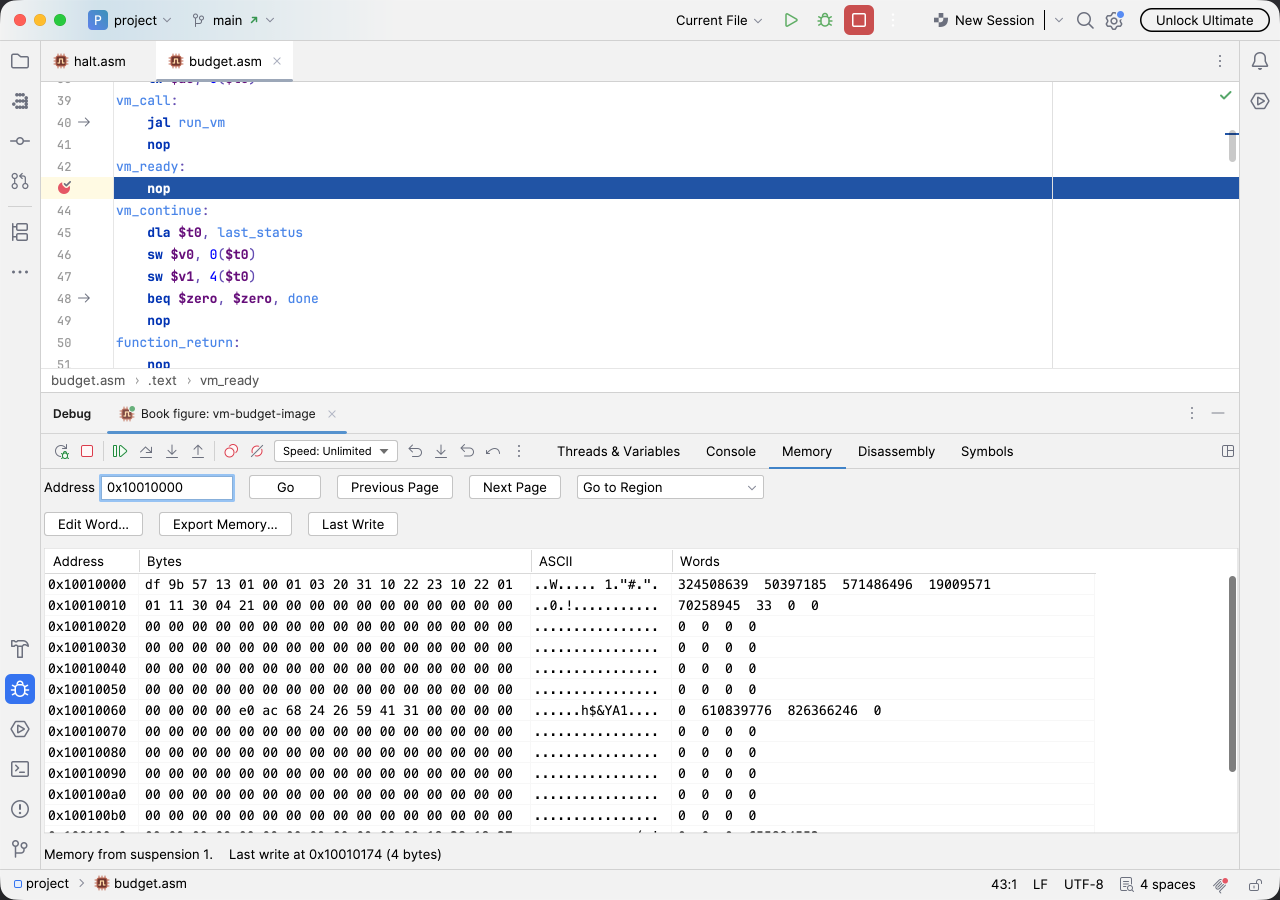 P project main Current File New Session Unlock Ultimate
halt.asm budget.asm
39 vm_call:
40 jal run_vm
41 nop
42 vm_ready:
nop
44 vm_continue:
45 dla $t0, last_status
46 sw $v0, 0($t0)
47 sw $v1, 4($t0)
48 beq $zero, $zero, done
49 nop
50 function_return:
51 nop
budget.asm › .text › vm_ready
Debug Book figure: vm-budget-image
Speed: Unlimited Threads & Variables Console Memory Disassembly Symbols
Address 0x10010000 Go Previous Page Next Page Go to Region
Edit Word... Export Memory... Last Write
Address Bytes ASCII Words
0x10010000 df 9b 57 13 01 00 01 03 20 31 10 22 23 10 22 01 ..W..... 1."#.". 324508639 50397185 571486496 19009571
0x10010010 01 11 30 04 21 00 00 00 00 00 00 00 00 00 00 00 ..0.!........... 70258945 33 0 0
0x10010020 00 00 00 00 00 00 00 00 00 00 00 00 00 00 00 00 ................ 0 0 0 0
0x10010030 00 00 00 00 00 00 00 00 00 00 00 00 00 00 00 00 ................ 0 0 0 0
0x10010040 00 00 00 00 00 00 00 00 00 00 00 00 00 00 00 00 ................ 0 0 0 0
0x10010050 00 00 00 00 00 00 00 00 00 00 00 00 00 00 00 00 ................ 0 0 0 0
0x10010060 00 00 00 00 e0 ac 68 24 26 59 41 31 00 00 00 00 ......h$&YA1.... 0 610839776 826366246 0
0x10010070 00 00 00 00 00 00 00 00 00 00 00 00 00 00 00 00 ................ 0 0 0 0
0x10010080 00 00 00 00 00 00 00 00 00 00 00 00 00 00 00 00 ................ 0 0 0 0
0x10010090 00 00 00 00 00 00 00 00 00 00 00 00 00 00 00 00 ................ 0 0 0 0
0x100100a0 00 00 00 00 00 00 00 00 00 00 00 00 00 00 00 00 ................ 0 0 0 0
0x100100b0 00 00 00 00 00 00 00 00 00 00 00 00 00 00 00 00 ................ 0 0 0 0
Memory from suspension 1. Last write at 0x10010174 (4 bytes)
project › budget.asm 43:1 LF UTF-8 4 spaces